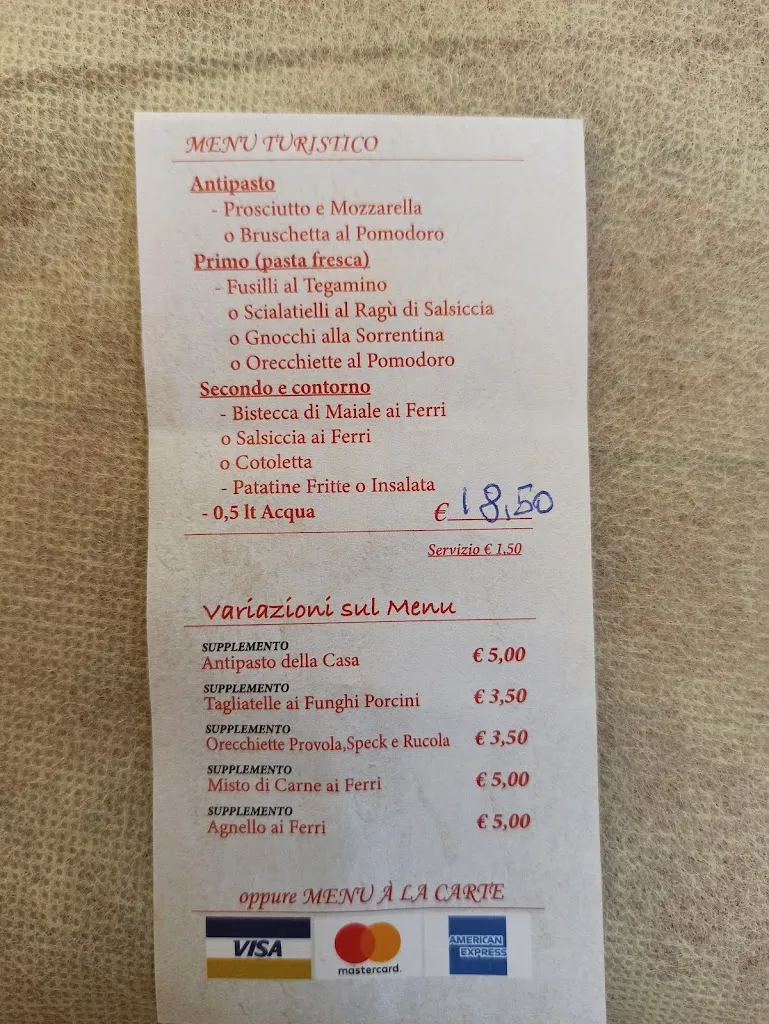 MENU TURISTICO
Antipasto
- Prosciutto e Mozzarella
o Bruschetta al Pomodoro
Primo (pasta fresca)
- Fusilli al Tegamino
o Scialatielli al Ragù di Salsiccia
o Gnocchi alla Sorrentina
o Orecchiette al Pomodoro
Secondo e contorno
- Bistecca di Maiale ai Ferri
o Salsiccia ai Ferri
o Cotoletta
- Patatine Fritte o Insalata
- 0,5 lt Acqua € 18,50
Servizio € 1,50
Variazioni sul Menu
SUPPLEMENTO
Antipasto della Casa € 5,00
SUPPLEMENTO
Tagliatelle ai Funghi Porcini € 3,50
SUPPLEMENTO
Orecchiette Provola,Speck e Rucola € 3,50
SUPPLEMENTO
Misto di Carne ai Ferri € 5,00
SUPPLEMENTO
Agnello ai Ferri € 5,00
oppure MENU À LA CARTE
VISA
mastercard.
AMERICAN
EXPRESS